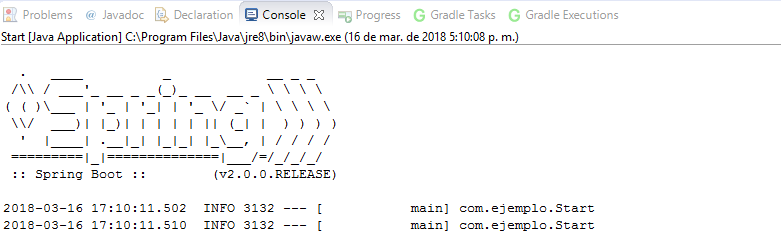 Problems @ Javadoc Declaration Console Progress Gradle Tasks Gradle Executions
Start [Java Application] C:\Program Files\Java\jre8\bin\javaw.exe (16 de mar. de 2018 5:10:08 p. m.)
  .   ____          _            __ _ _
 /\\ / ___'_ __ _ _(_)_ __  __ _ \ \ \ \
( ( )\___ | '_ | '_| | '_ \/ _` | \ \ \ \
 \\/  ___)| |_)| | | | | || (_| |  ) ) ) )
  '  |____| .__|_| |_|_| |_\__, | / / / /
 =========|_|==============|___/=/_/_/_/
 :: Spring Boot ::        (v2.0.0.RELEASE)
2018-03-16 17:10:11.502  INFO 3132 --- [           main] com.ejemplo.Start
2018-03-16 17:10:11.510  INFO 3132 --- [           main] com.ejemplo.Start